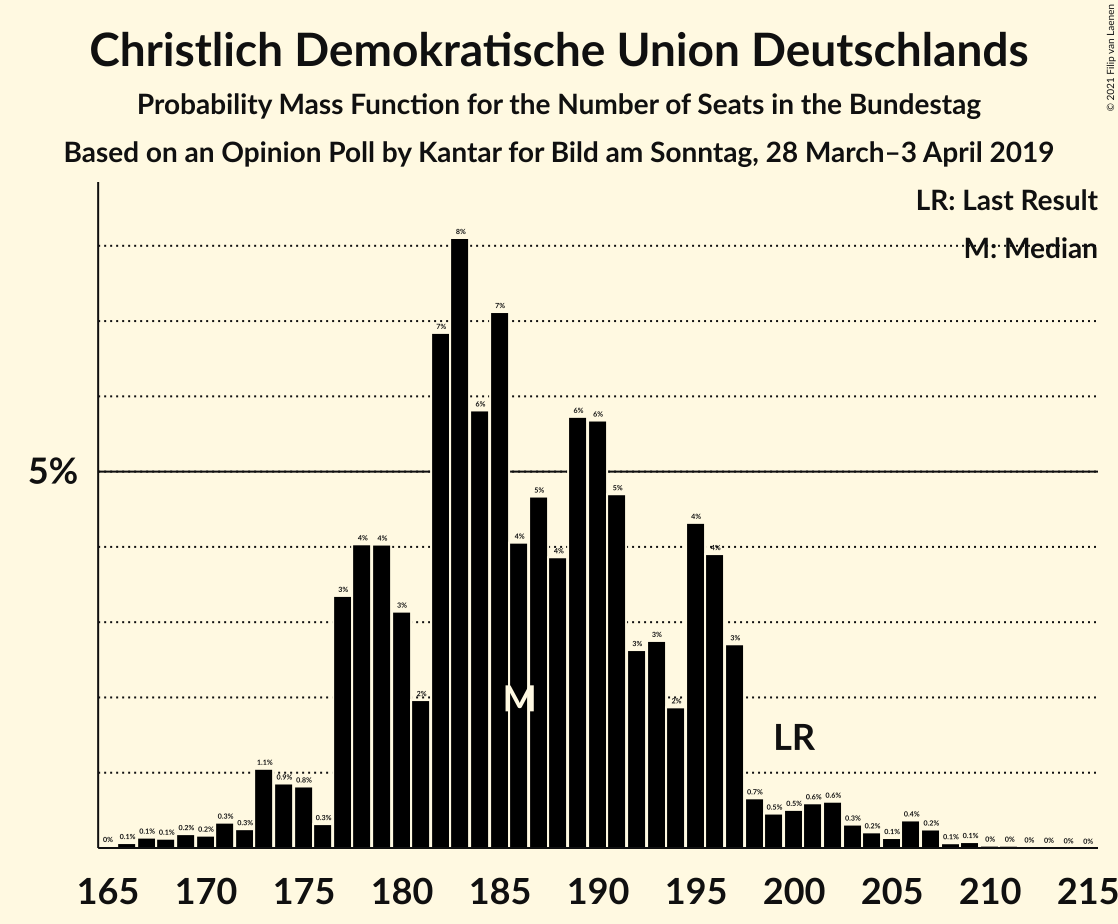 Christlich Demokratische Union Deutschlands
Probability Mass Function for the Number of Seats in the Bundestag
Based on an Opinion Poll by Kantar for Bild am Sonntag, 28 March–3 April 2019
© 2021 Filip van Laenen
LR: Last Result
M: Median
5%
0% 0.1% 0.1% 0.1% 0.2% 0.2% 0.3% 0.3% 1.1% 0.9% 0.8% 0.3% 3% 4% 4% 3% 2% 7% 8% 6% 7% 4% 5% 4% 6% 6% 5% 3% 3% 2% 4% 4% 3% 0.7% 0.5% 0.5% 0.6% 0.6% 0.3% 0.2% 0.1% 0.4% 0.2% 0.1% 0.1% 0% 0% 0% 0% 0% 0%
M
LR
165 170 175 180 185 190 195 200 205 210 215